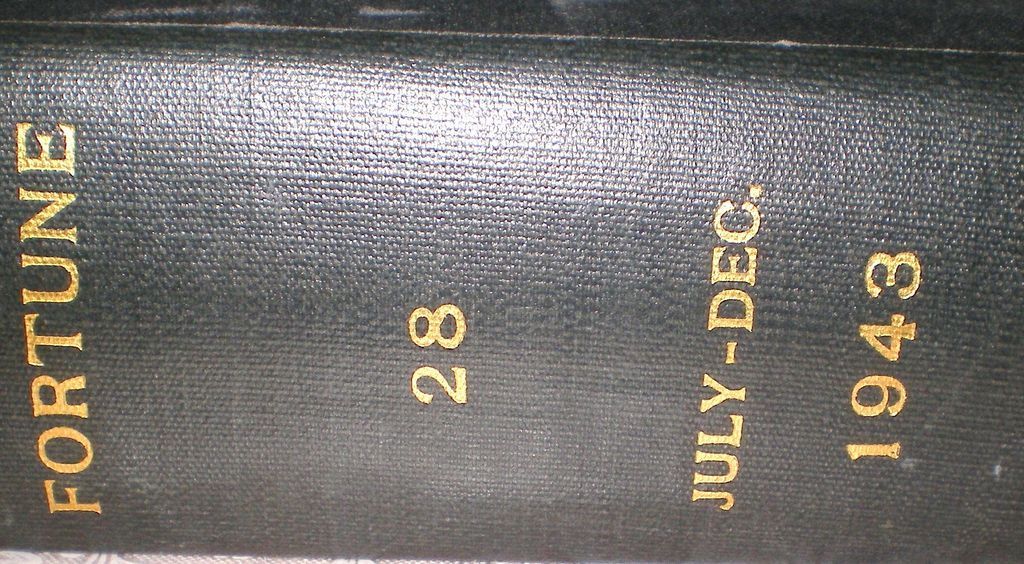 FORTUNE
28
JULY-DEC.
1943